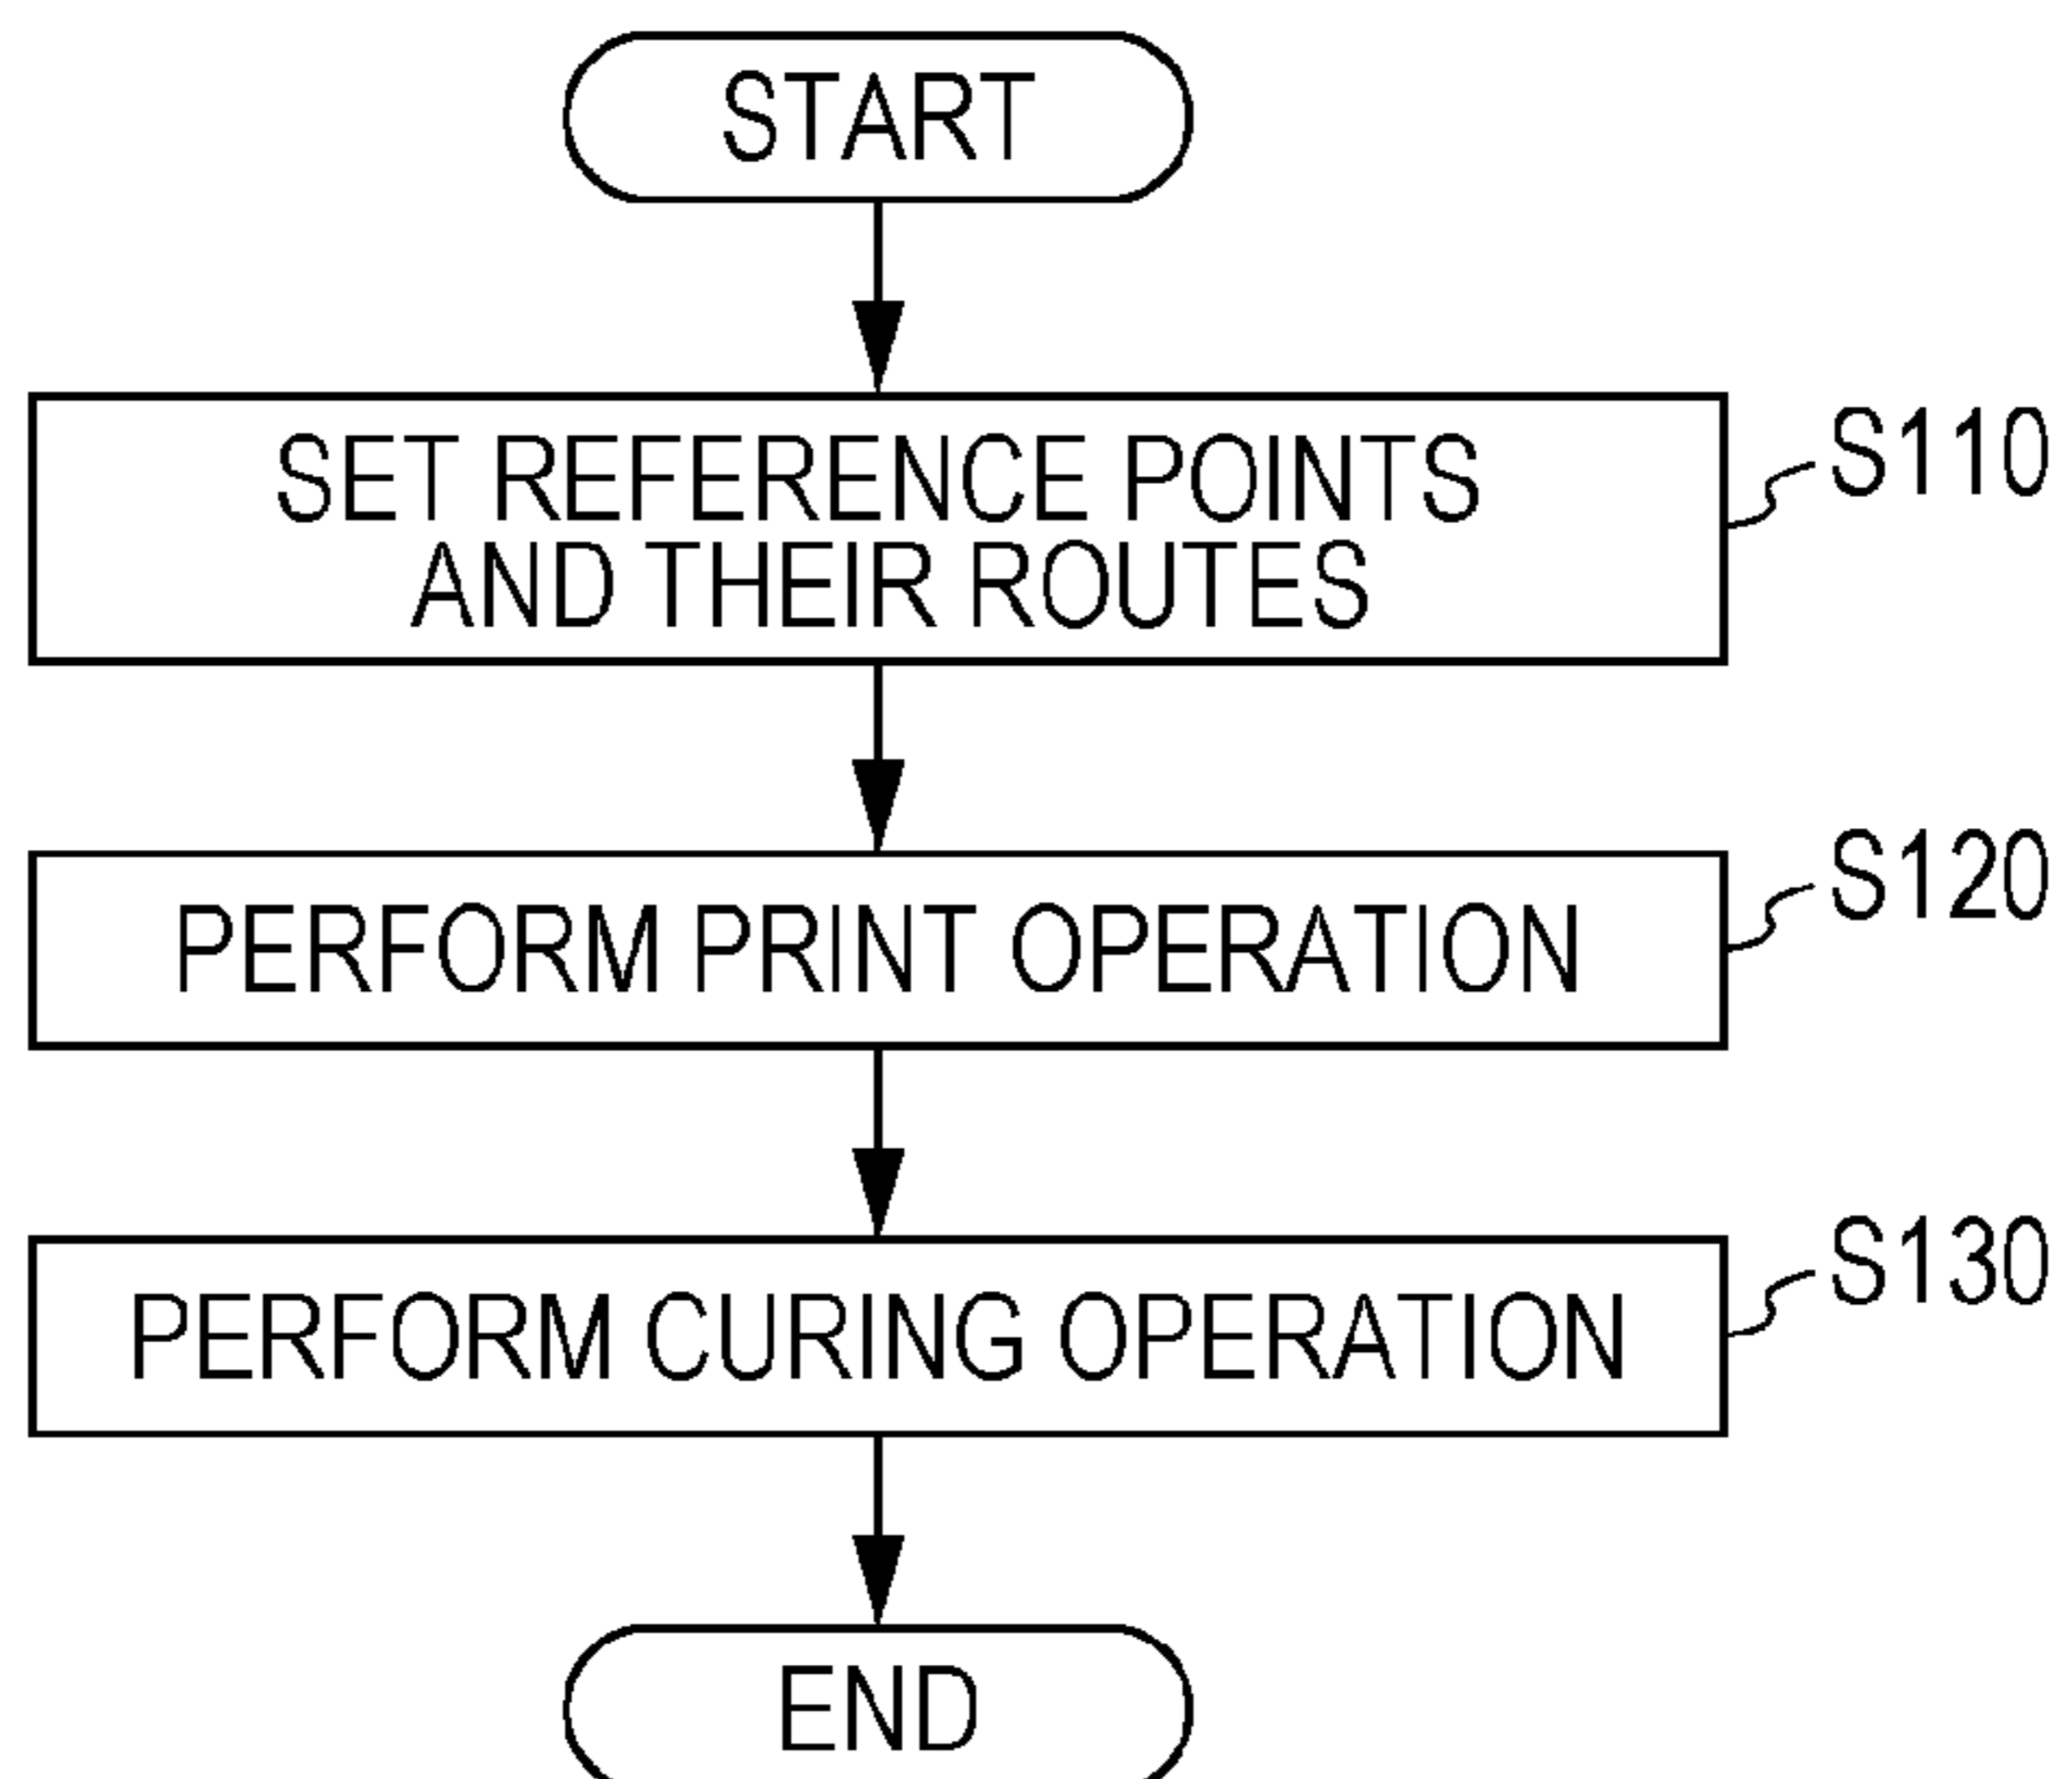 START
SET REFERENCE POINTS
AND THEIR ROUTES
S110
PERFORM PRINT OPERATION
S120
PERFORM CURING OPERATION
S130
END